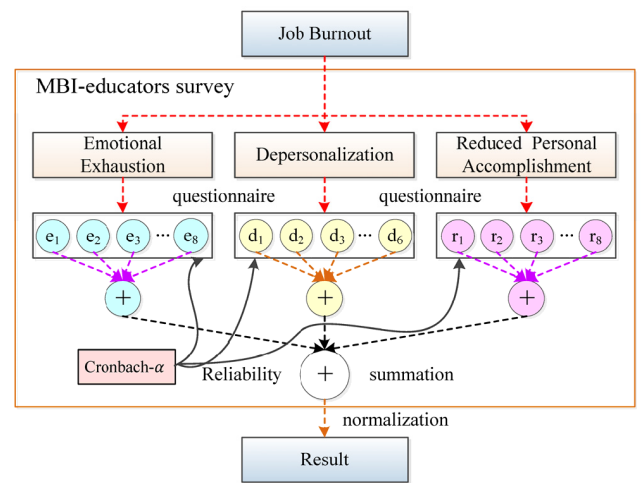 Job Burnout
MBI-educators survey
Emotional
Exhaustion
Depersonalization
Reduced Personal
Accomplishment
questionnaire
questionnaire
e1 e2 e3 ... e8
d1 d2 d3 ... d6
r1 r2 r3 ... r8
+ + +
Cronbach-α
Reliability
+
summation
normalization
Result